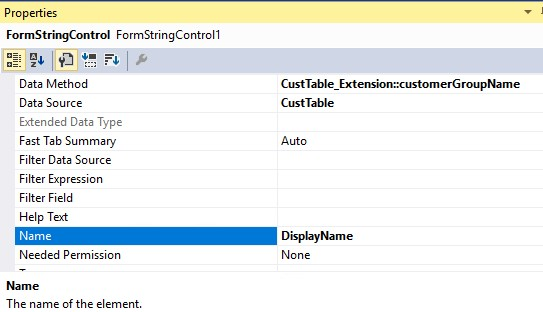 Properties
FormStringControl FormStringControl1
Data Method CustTable_Extension::customerGroupName
Data Source CustTable
Extended Data Type
Fast Tab Summary Auto
Filter Data Source
Filter Expression
Filter Field
Help Text
Name DisplayName
Needed Permission None
Name
The name of the element.